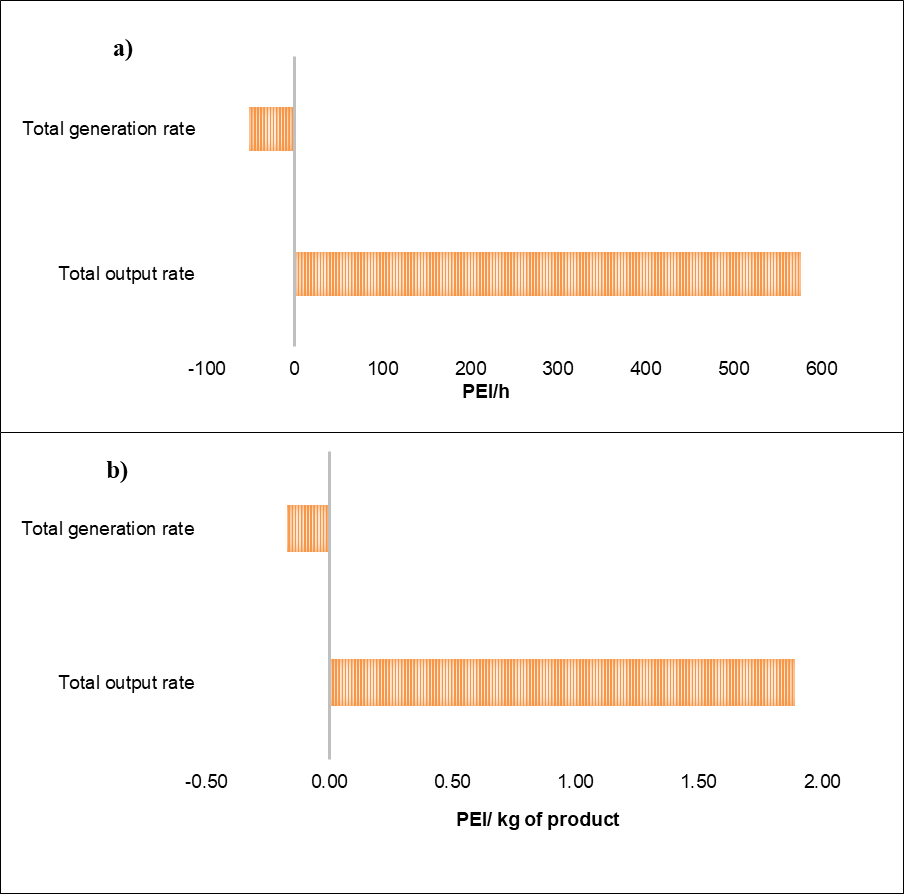 a)
Total generation rate
Total output rate
-100 0 100 200 300 400 500 600
PEI/h
b)
Total generation rate
Total output rate
-0.50 0.00 0.50 1.00 1.50 2.00
PEI/ kg of product